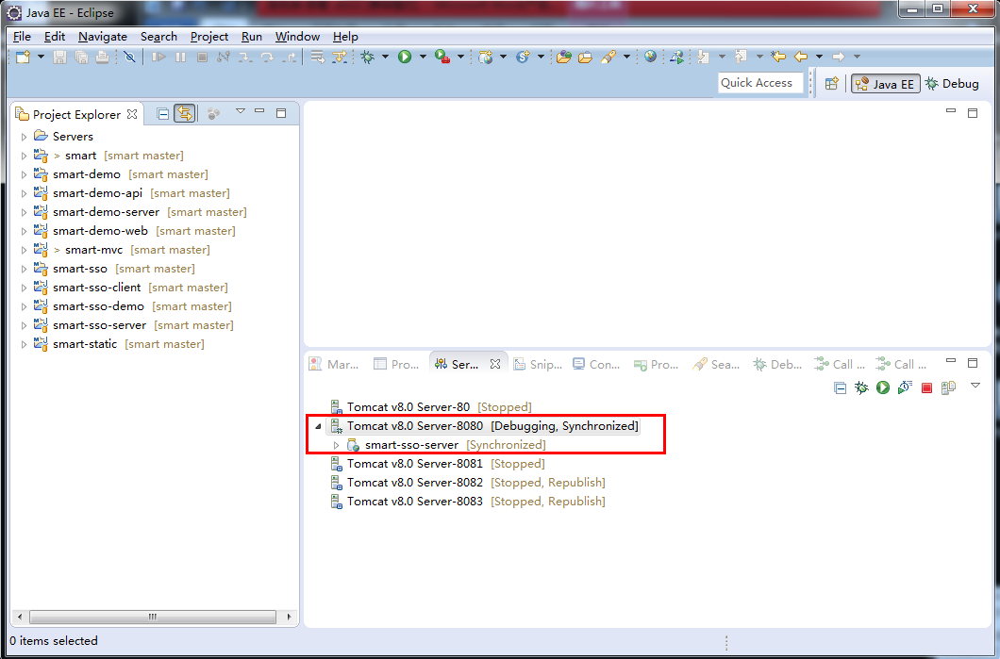 Java EE - Eclipse
File Edit Navigate Search Project Run Window Help
Quick Access Java EE Debug
Project Explorer
Servers
> smart [smart master]
smart-demo [smart master]
smart-demo-api [smart master]
smart-demo-server [smart master]
smart-demo-web [smart master]
> smart-mvc [smart master]
smart-sso [smart master]
smart-sso-client [smart master]
smart-sso-demo [smart master]
smart-sso-server [smart master]
smart-static [smart master]
Mar... Pro... Ser... Snip... Con... Pro... Sea... Deb... Call ... Call ...
Tomcat v8.0 Server-80 [Stopped]
Tomcat v8.0 Server-8080 [Debugging, Synchronized]
smart-sso-server [Synchronized]
Tomcat v8.0 Server-8081 [Stopped]
Tomcat v8.0 Server-8082 [Stopped, Republish]
Tomcat v8.0 Server-8083 [Stopped, Republish]
0 items selected